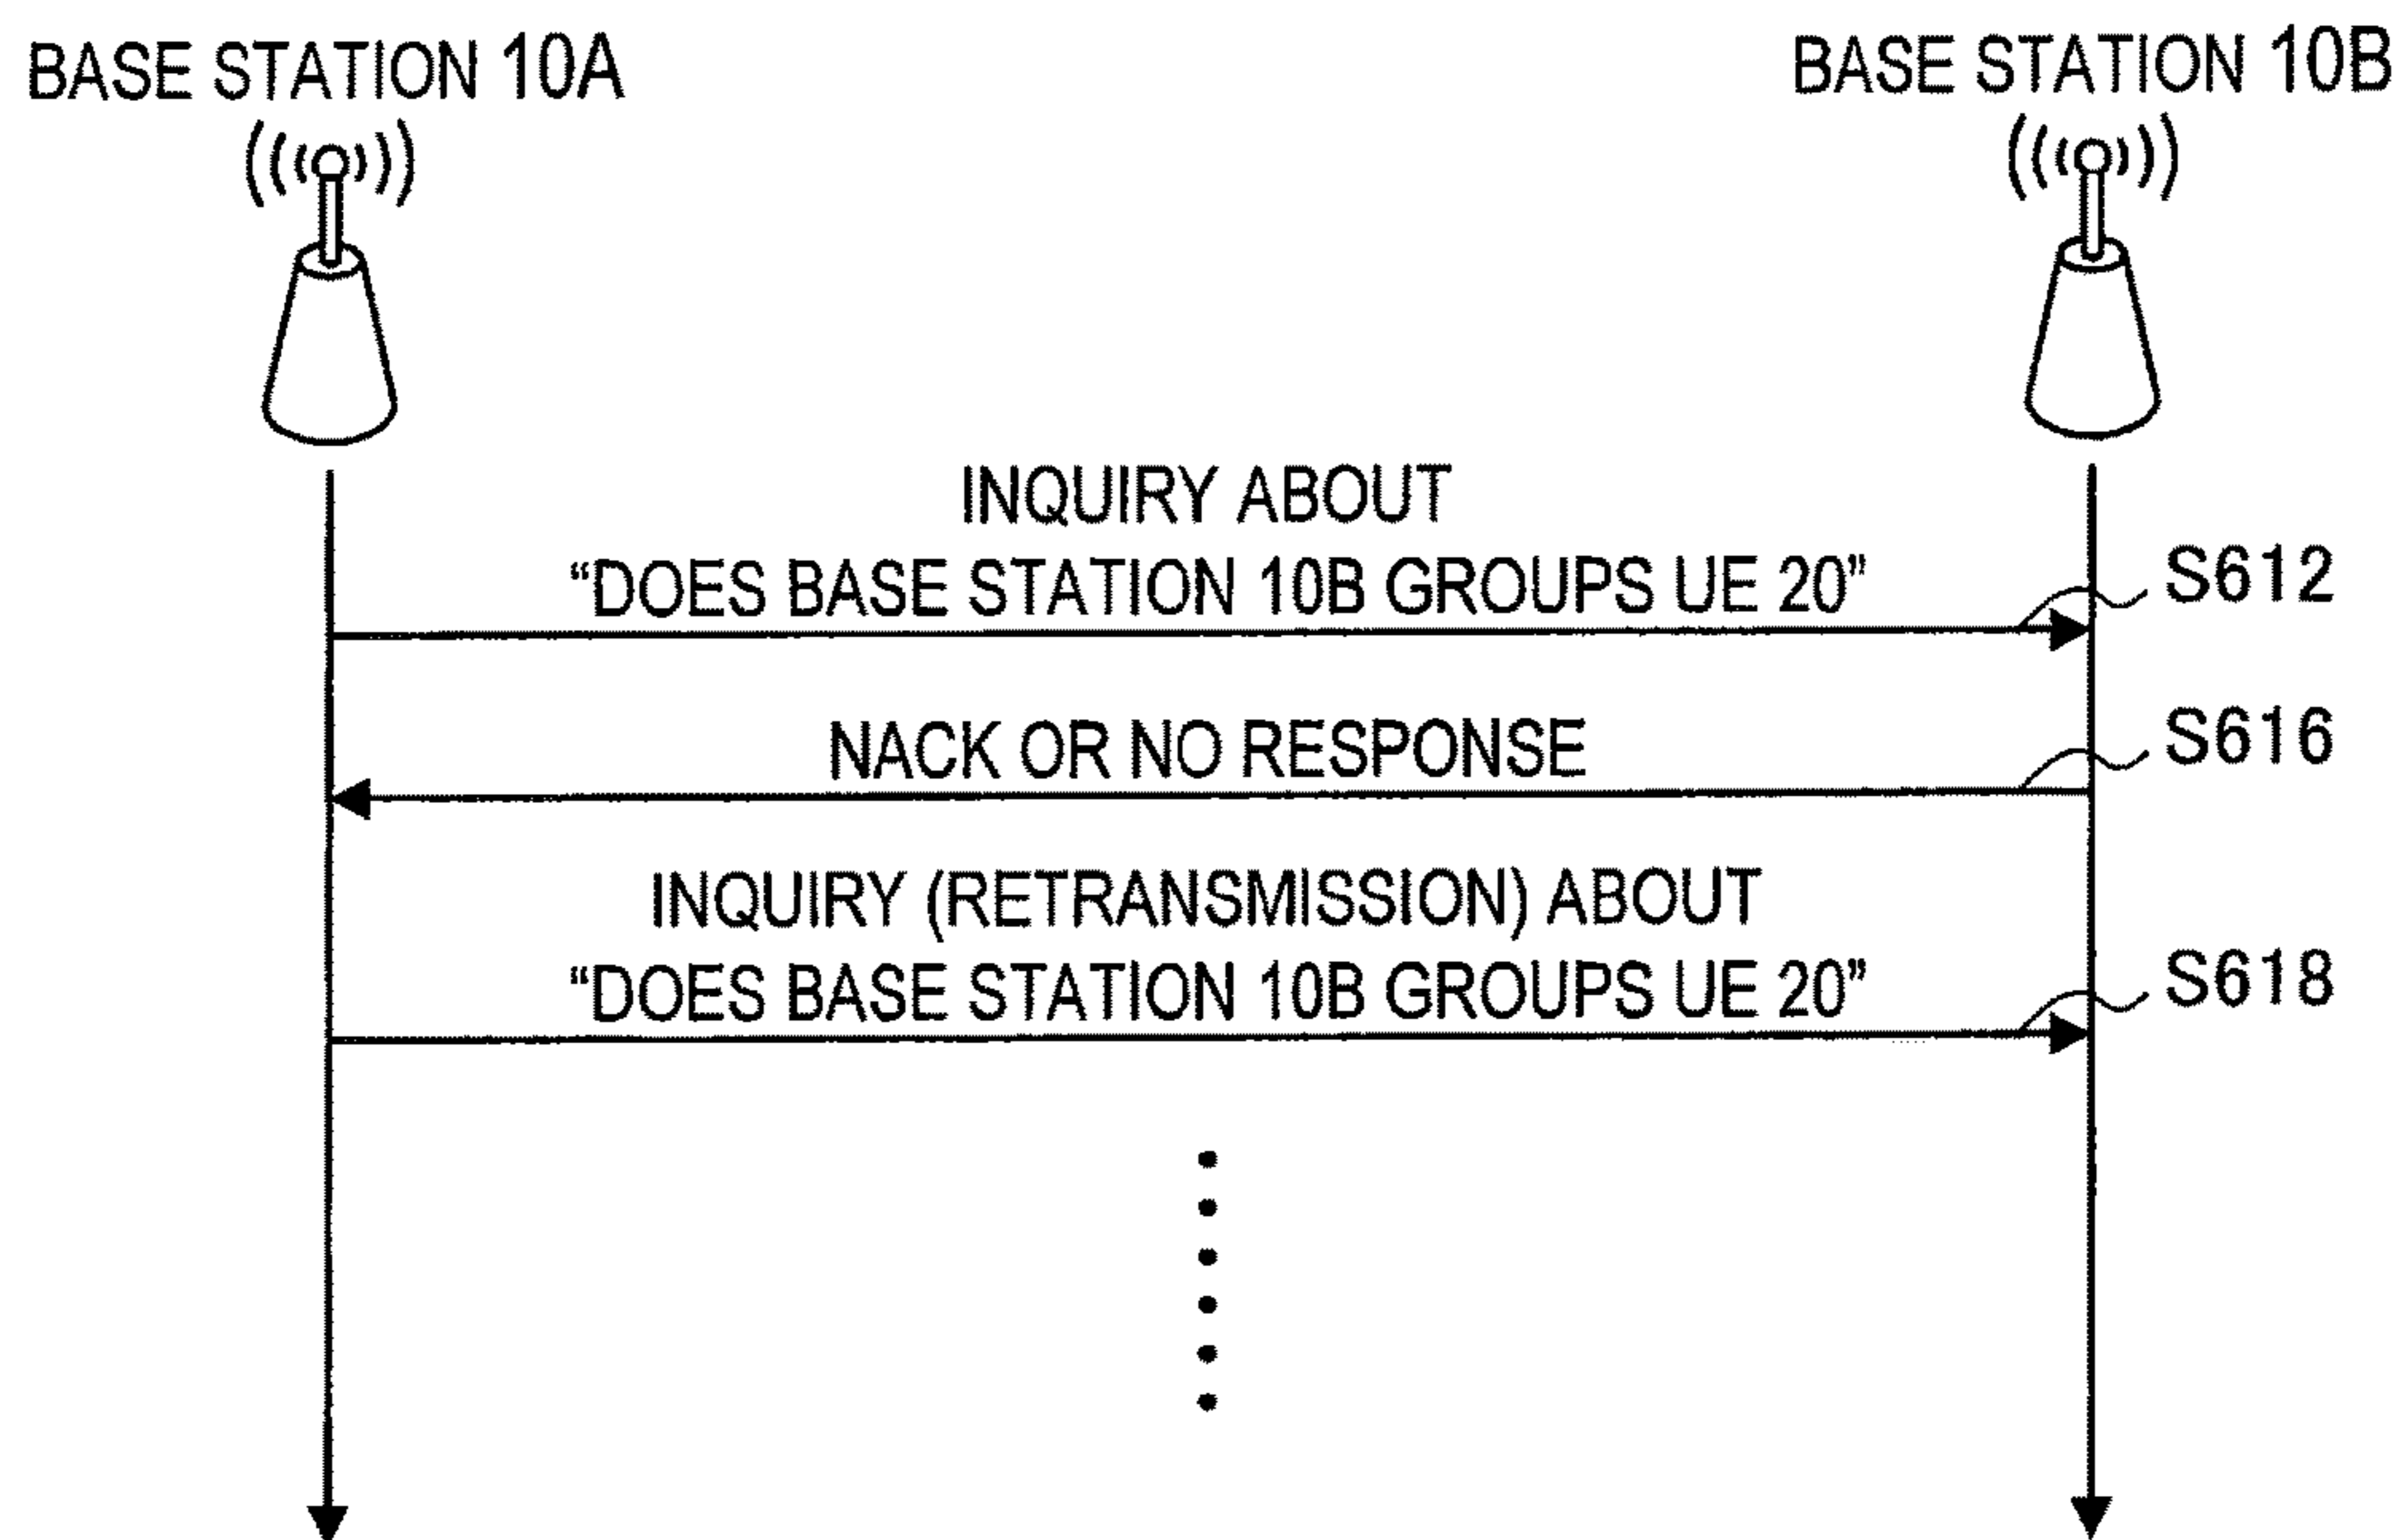 BASE STATION 10A
BASE STATION 10B
INQUIRY ABOUT
“DOES BASE STATION 10B GROUPS UE 20”
S612
NACK OR NO RESPONSE
S616
INQUIRY (RETRANSMISSION) ABOUT
“DOES BASE STATION 10B GROUPS UE 20”
S618